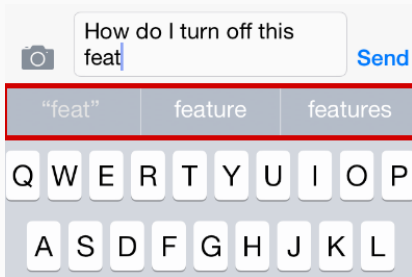 How do I turn off this
feat
Send
“feat” feature features
Q W E R T Y U I O P
A S D F G H J K L